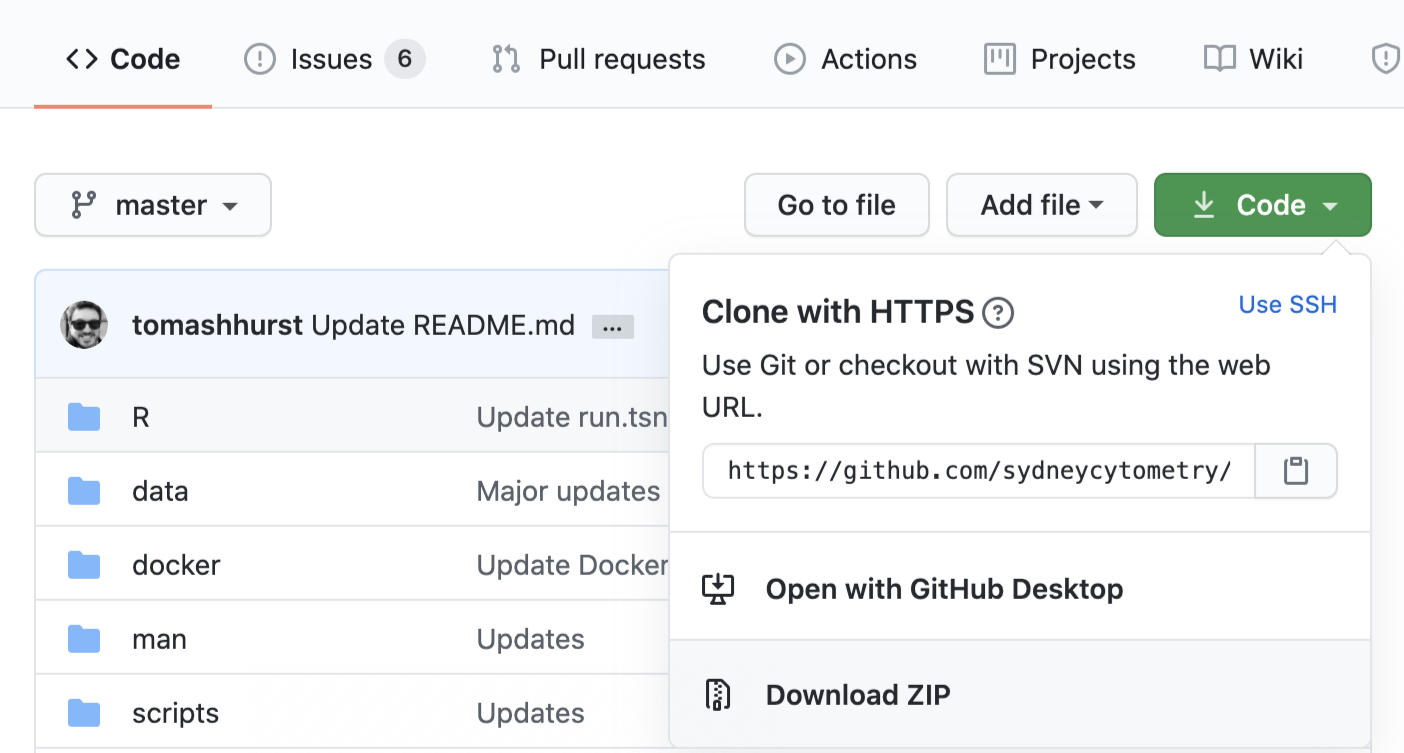 Code Issues 6 Pull requests Actions Projects Wiki
master Go to file Add file Code
tomashhurst Update README.md ...
Clone with HTTPS ? Use SSH
Use Git or checkout with SVN using the web
URL.
https://github.com/sydneycytometry/
R Update run.tsn
data Major updates
docker Update Docker
man Updates
scripts Updates
Open with GitHub Desktop
Download ZIP